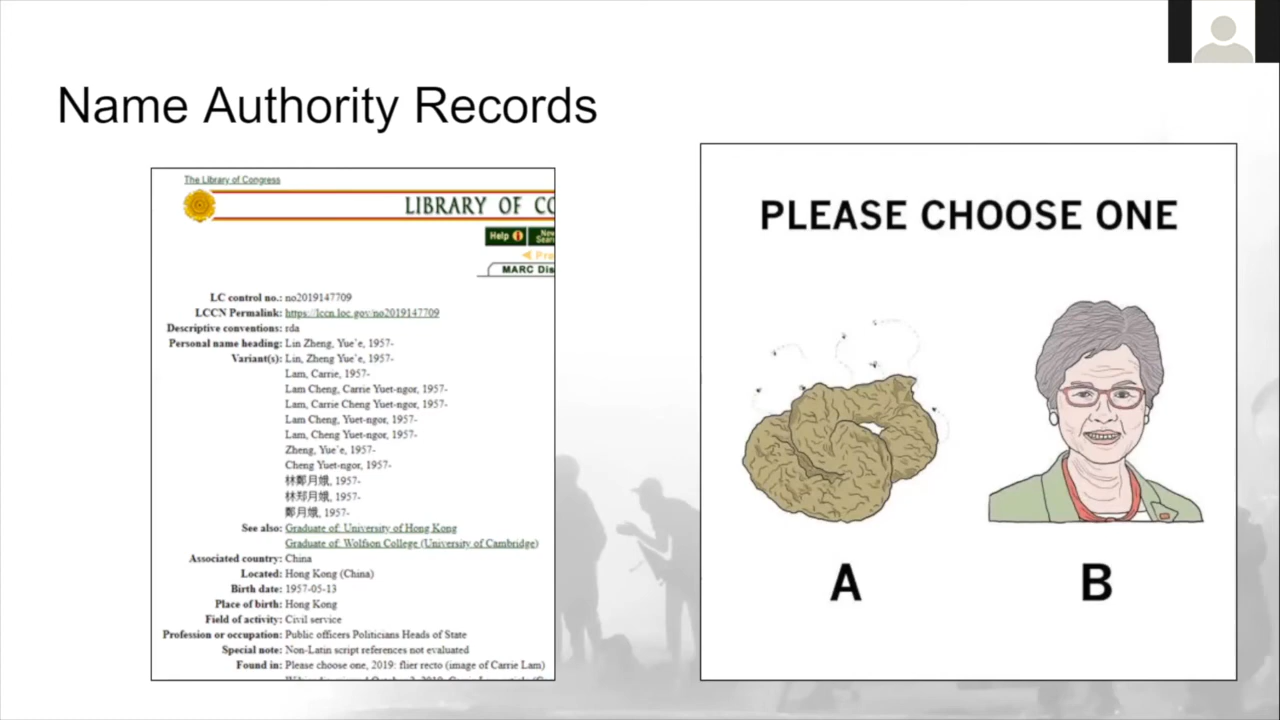 Name Authority Records
The Library of Congress
LIBRARY OF CO
Help i New
Sear
MARC Dis
LC control no.: no2019147709
LCCN Permalink: https://lccn.loc.gov/no2019147709
Descriptive conventions: rda
Personal name heading: Lin Zheng, Yue'e, 1957-
Variant(s): Lin, Zheng Yue'e, 1957-
Lam, Carrie, 1957-
Lam Cheng, Carrie Yuet-ngor, 1957-
Lam, Carrie Cheng Yuet-ngor, 1957-
Lam Cheng, Yuet-ngor, 1957-
Lam, Cheng Yuet-ngor, 1957-
Zheng, Yue'e, 1957-
Cheng Yuet-ngor, 1957-
林鄭月娥, 1957-
林郑月娥, 1957-
鄭月娥, 1957-
See also: Graduate of: University of Hong Kong
Graduate of: Wolfson College (University of Cambridge)
Associated country: China
Located: Hong Kong (China)
Birth date: 1957-05-13
Place of birth: Hong Kong
Field of activity: Civil service
Profession or occupation: Public officers Politicians Heads of State
Special note: Non-Latin script references not evaluated
Found in: Please choose one, 2019: flier recto (image of Carrie Lam)
PLEASE CHOOSE ONE
A B